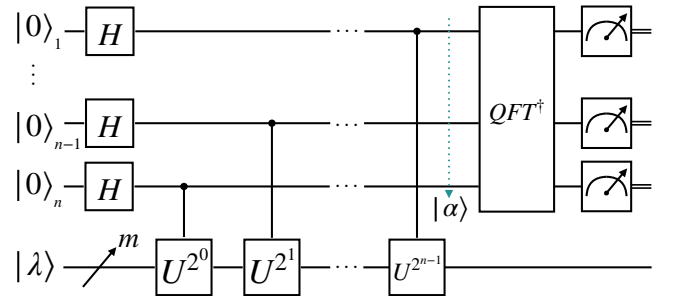 |0⟩₁ H ··· QFT†
⋮
|0⟩ₙ₋₁ H ···
|0⟩ₙ H ···
|α⟩
|λ⟩ m U^{2^0} U^{2^1} ··· U^{2^{n-1}}